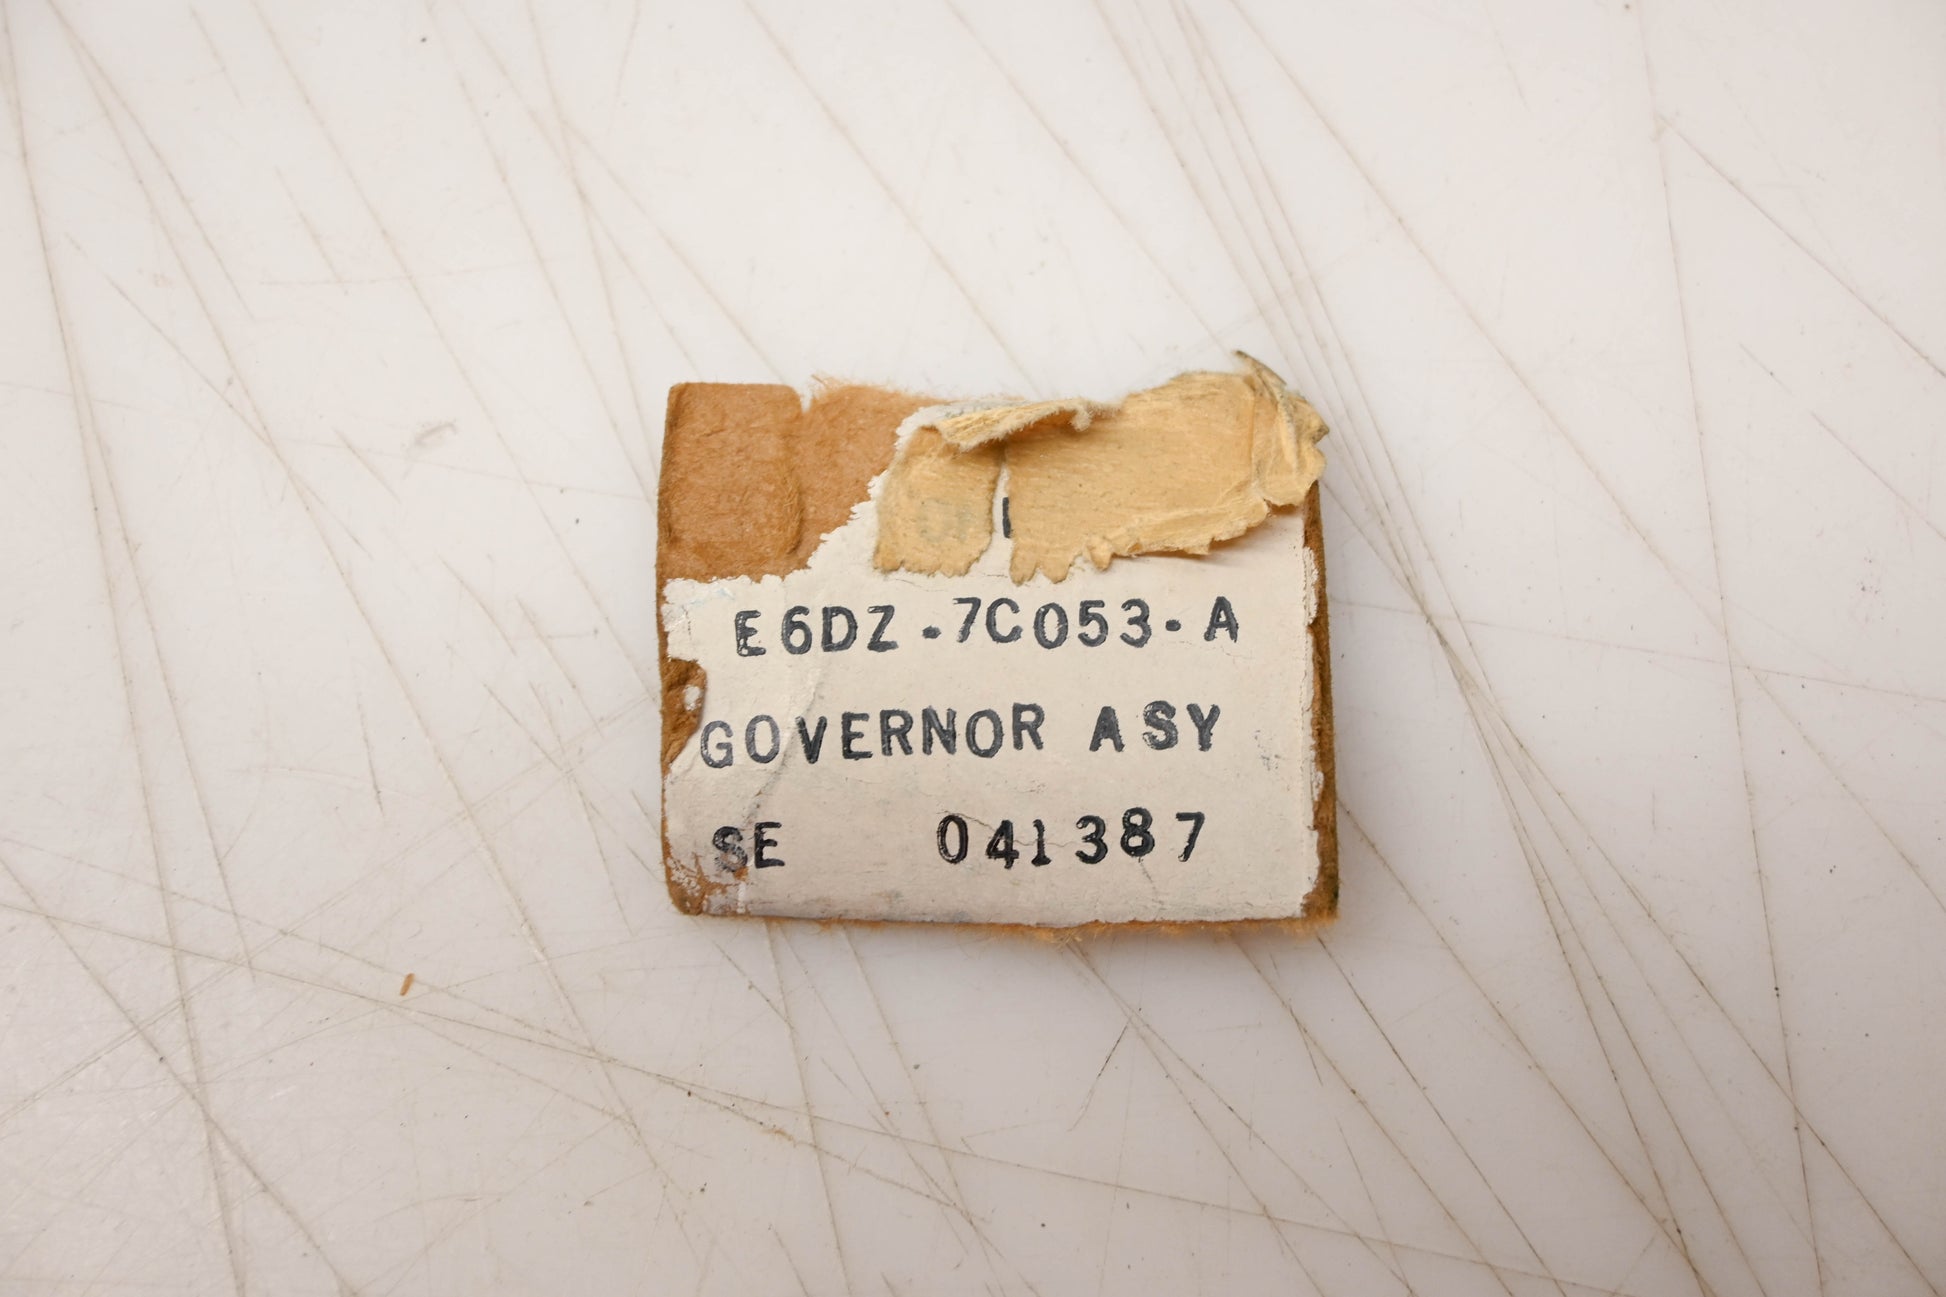 E6DZ-7C053-A
GOVERNOR ASY
SE 041387